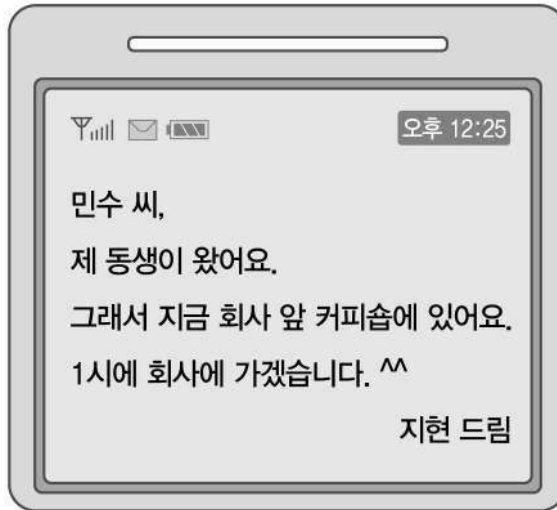 오후 12:25
민수 씨,
제 동생이 왔어요.
그래서 지금 회사 앞 커피숍에 있어요.
1시에 회사에 가겠습니다. ^^
지현 드림